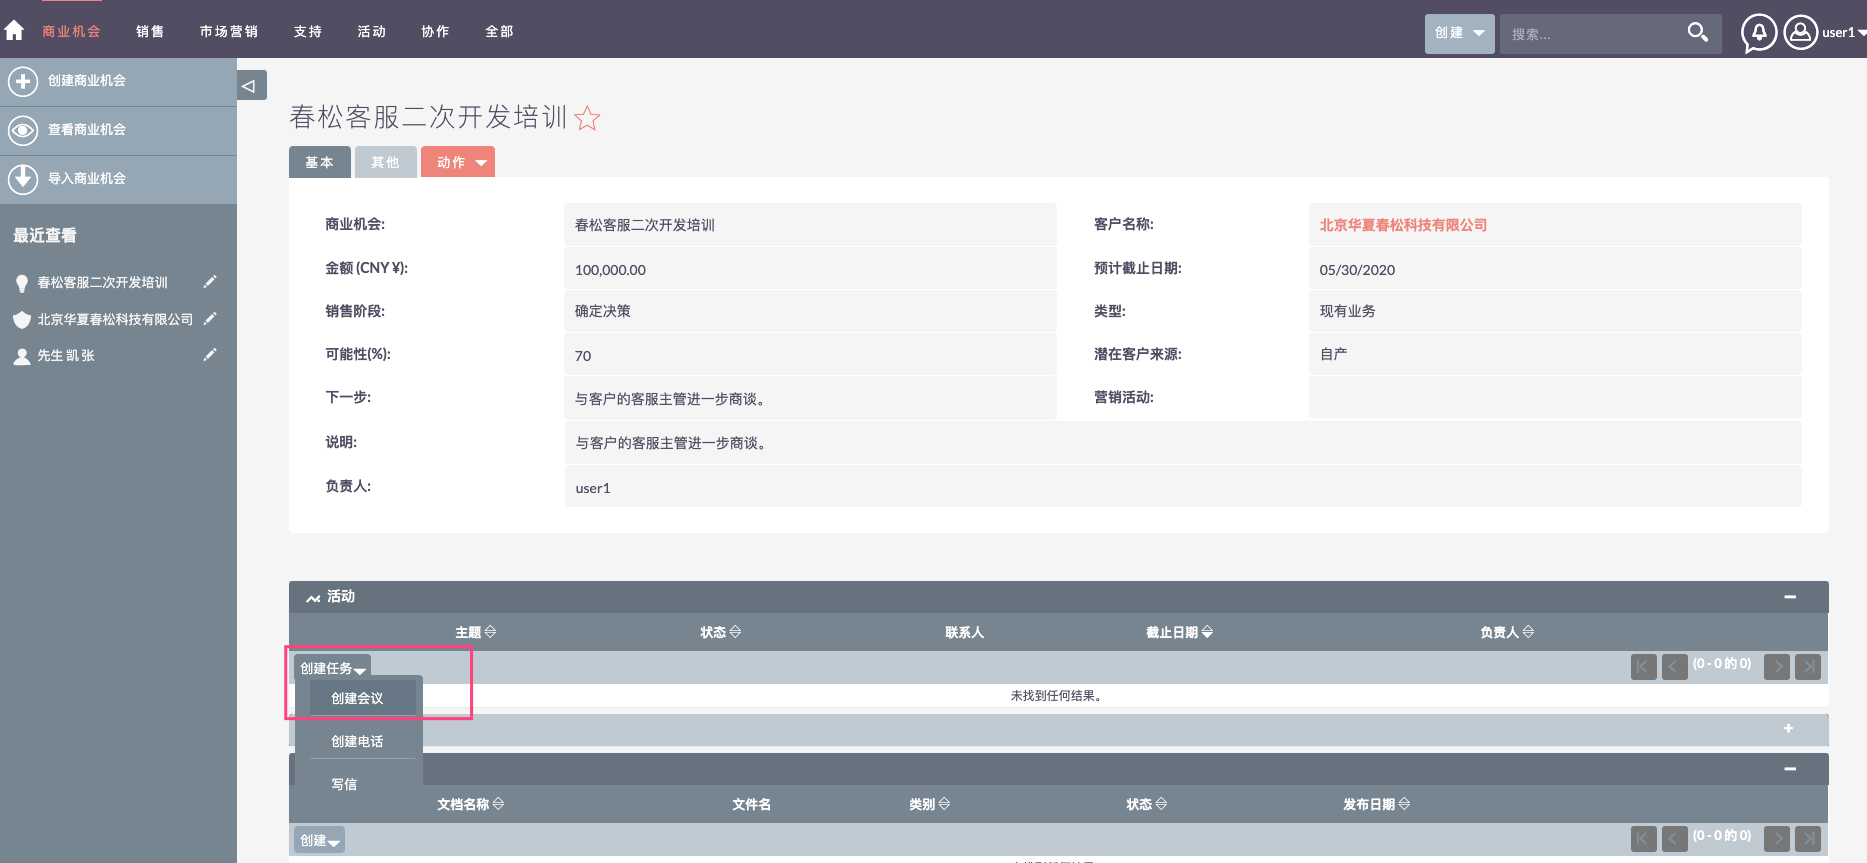 商业机会 销售 市场营销 支持 活动 协作 全部 创建 搜索... user1
创建商业机会
查看商业机会
导入商业机会
最近查看
春松客服二次开发培训
北京华夏春松科技有限公司
先生 凯 张
春松客服二次开发培训
基本 其他 动作
商业机会: 春松客服二次开发培训 客户名称: 北京华夏春松科技有限公司
金额 (CNY ¥): 100,000.00 预计截止日期: 05/30/2020
销售阶段: 确定决策 类型: 现有业务
可能性(%): 70 潜在客户来源: 自产
下一步: 与客户的客服主管进一步商谈。 营销活动:
说明: 与客户的客服主管进一步商谈。
负责人: user1
活动
主题 状态 联系人 截止日期 负责人
创建任务 (0 - 0 的 0)
创建会议 未找到任何结果。
创建电话
写信
文档名称 文件名 类别 状态 发布日期
创建 (0 - 0 的 0)